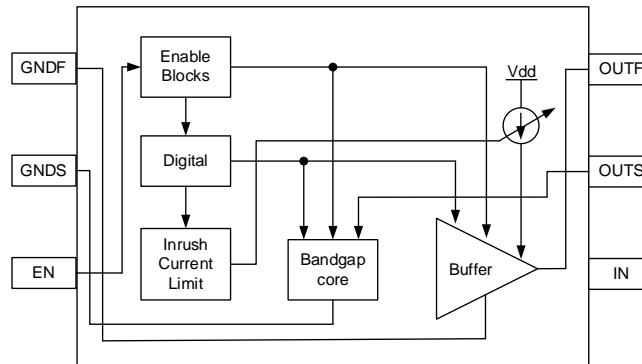 GNDF
Enable
Blocks
Vdd
OUTF
GNDS
Digital
OUTS
EN
Inrush
Current
Limit
Bandgap
core
Buffer
IN